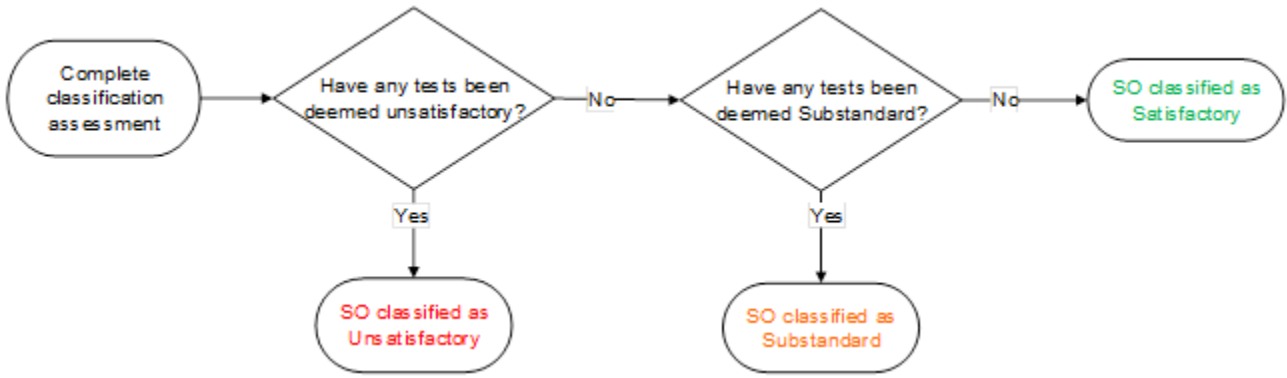 Complete
classification
assessment
Have any tests been
deemed unsatisfactory?
No
Have any tests been
deemed Substandard?
No
SO classified as
Satisfactory
Yes
Yes
SO classified as
Unsatisfactory
SO classified as
Substandard